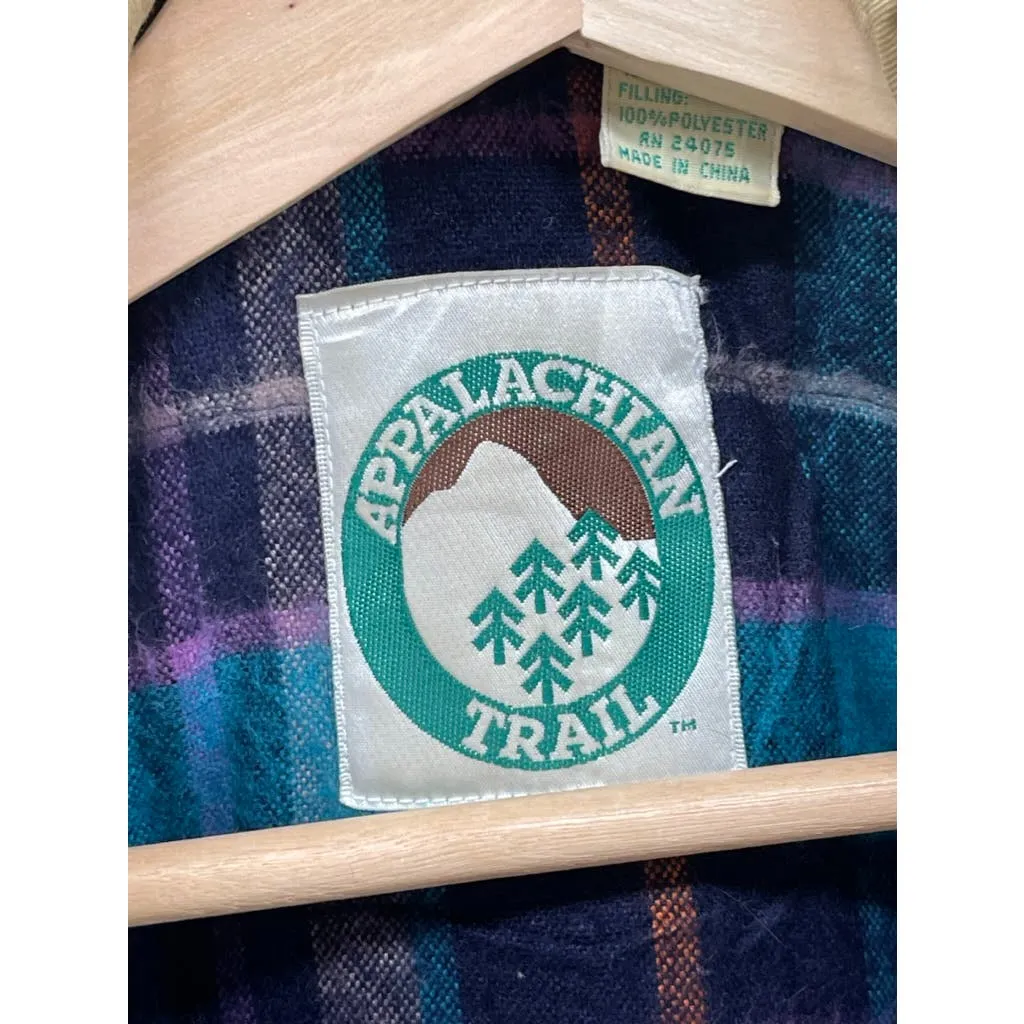 FILLING:
100% POLYESTER
RN 24075
MADE IN CHINA
APPALACHIAN
TRAIL
TM